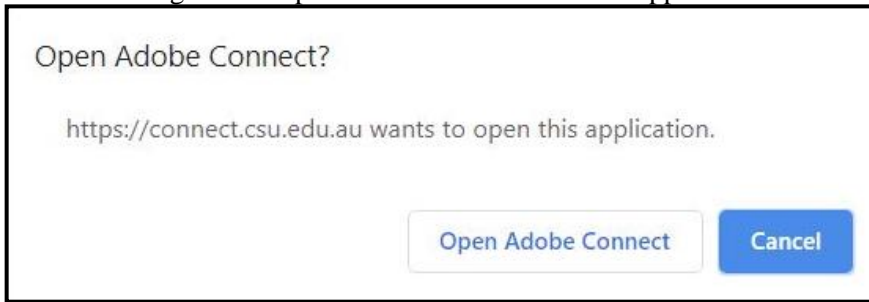 Open Adobe Connect?
https://connect.csu.edu.au wants to open this application.
Open Adobe Connect
Cancel